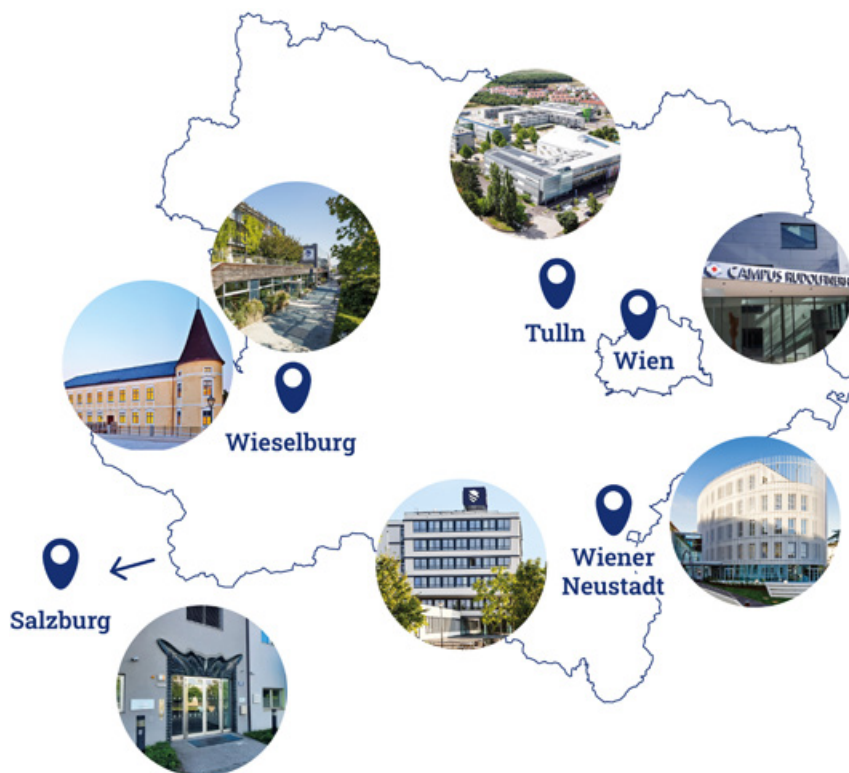 CAMPUS RUDOLFINERH
Tulln
Wien
Wieselburg
Wiener
Neustadt
Salzburg